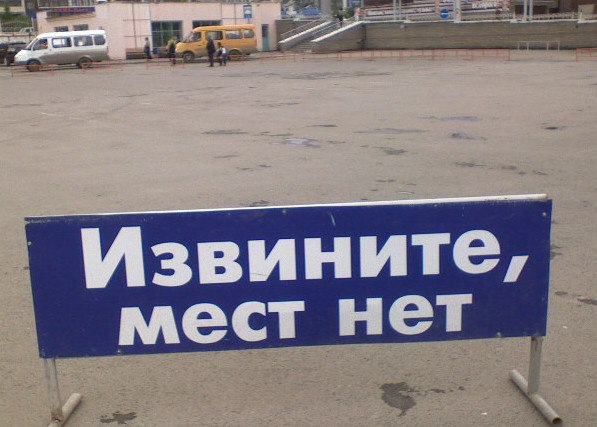 Извините,
мест нет